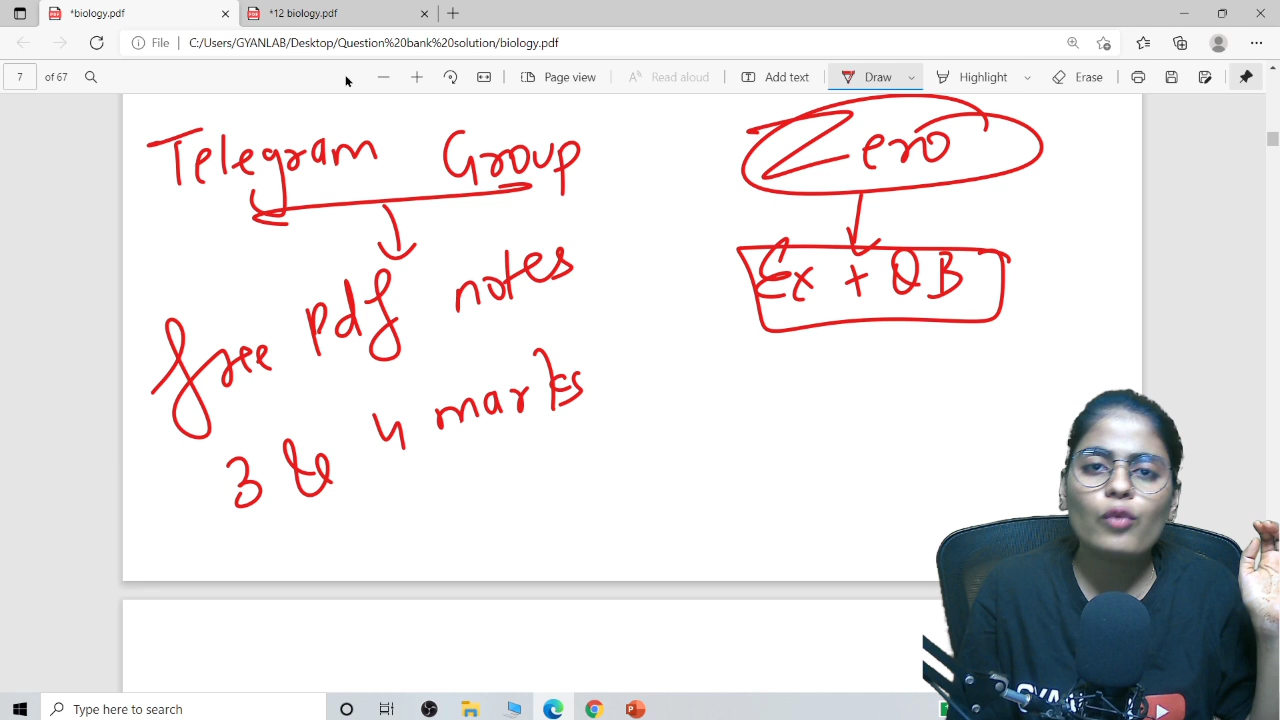 *biology.pdf
*12 biology.pdf
File
C:/Users/GYANLAB/Desktop/Question%20bank%20solution/biology.pdf
7 of 67
Page view
Read aloud
Add text
Draw
Highlight
Erase
Telegram Group
free pdf notes
3 & 4 marks
Zero
Ex + QB
GYAN
Type here to search